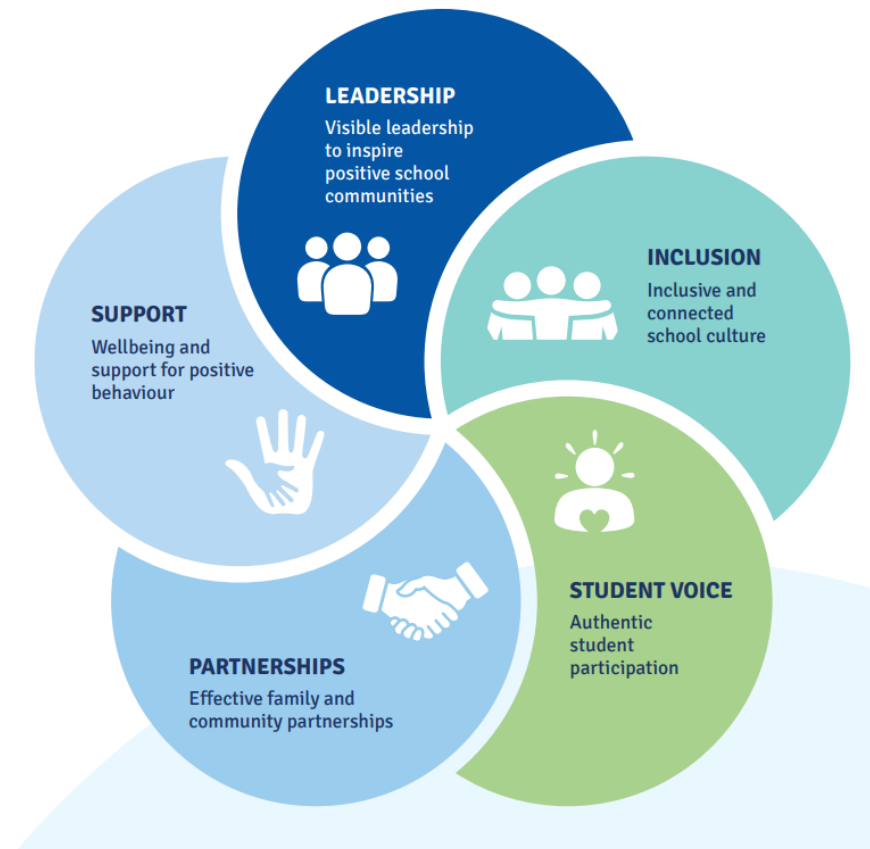 LEADERSHIP
Visible leadership
to inspire
positive school
communities
INCLUSION
Inclusive and
connected
school culture
STUDENT VOICE
Authentic
student
participation
PARTNERSHIPS
Effective family and
community partnerships
SUPPORT
Wellbeing and
support for positive
behaviour